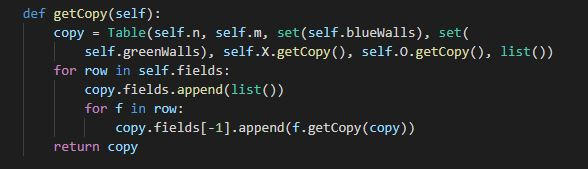 def getCopy(self):
    copy = Table(self.n, self.m, set(self.blueWalls), set(
        self.greenWalls), self.X.getCopy(), self.O.getCopy(), list())
    for row in self.fields:
        copy.fields.append(list())
        for f in row:
            copy.fields[-1].append(f.getCopy(copy))
    return copy